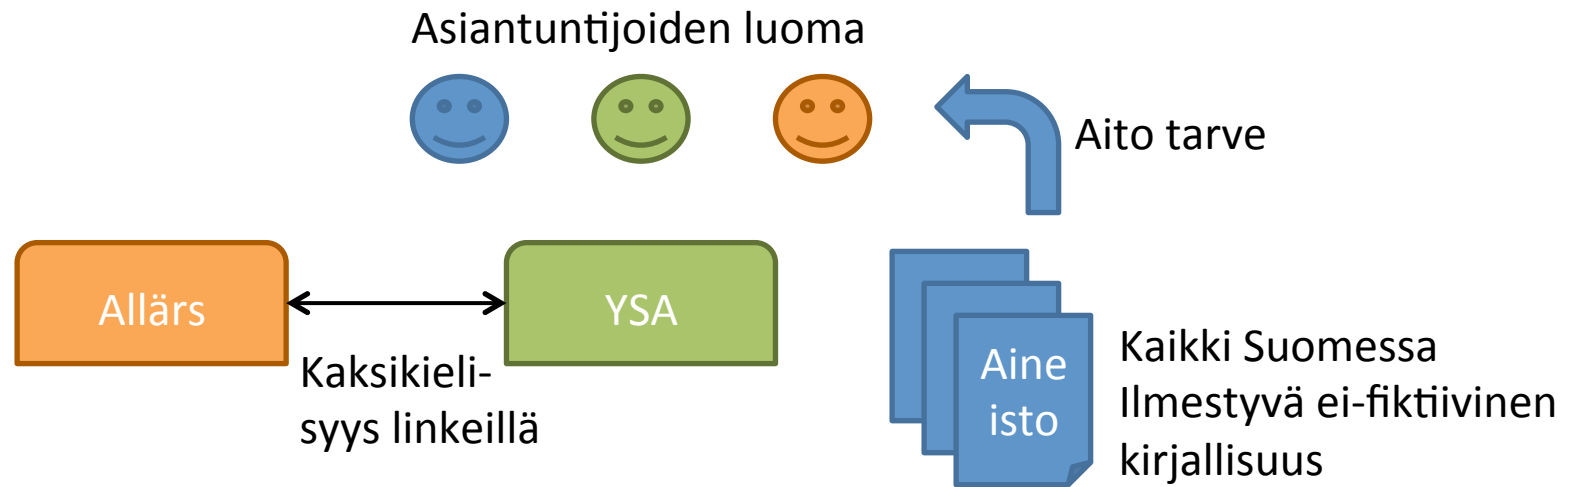 Asiantuntijoiden luoma
Aito tarve
Allärs
YSA
Kaksikieli-
syys linkeillä
Aine
isto
Kaikki Suomessa
Ilmestyvä ei-fiktiivinen
kirjallisuus